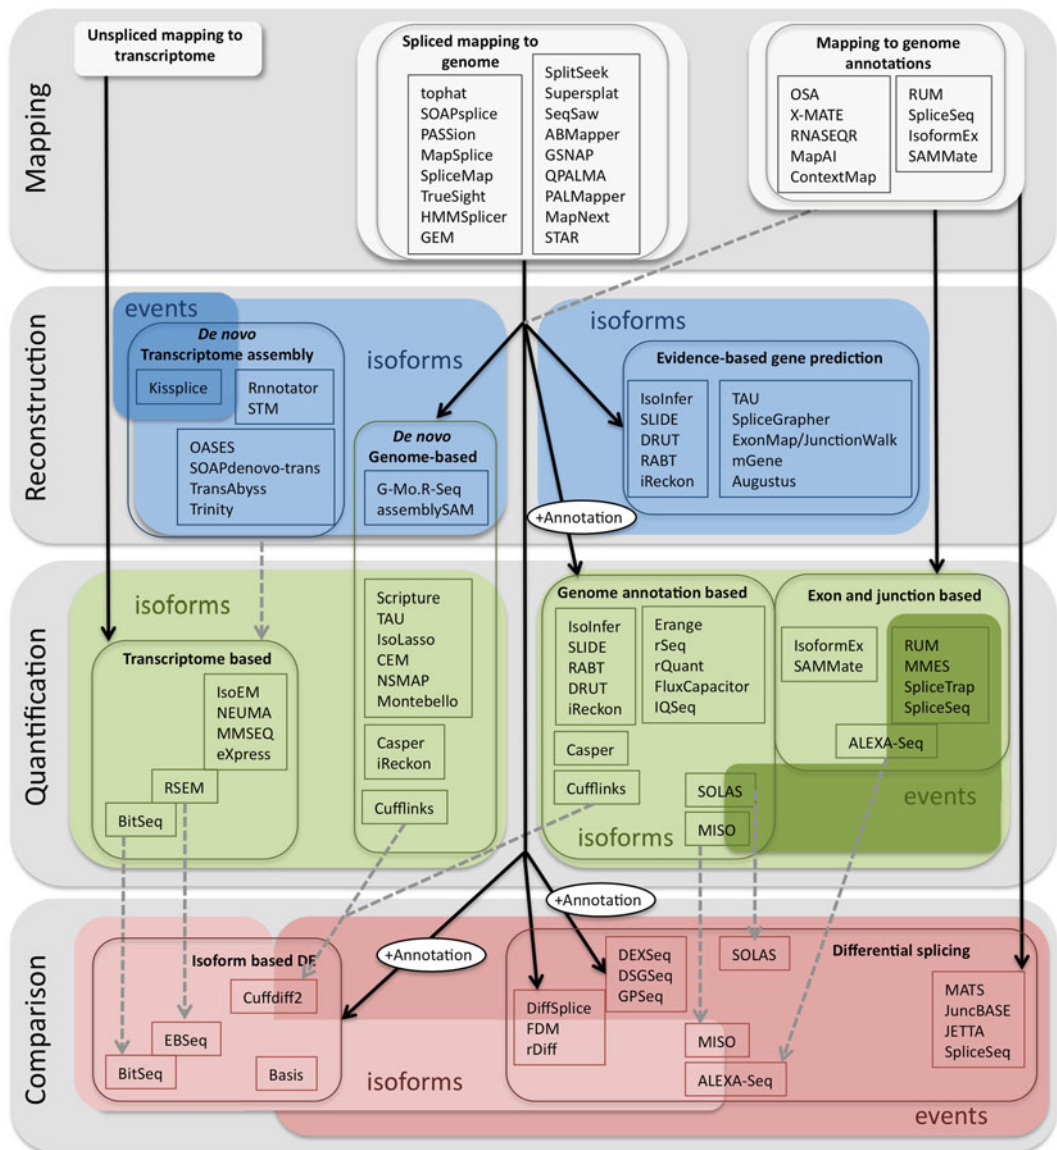 Mapping
Unspliced mapping to
transcriptome
Spliced mapping to
genome
tophat
SOAPsplice
PASSion
MapSplice
SpliceMap
TrueSight
HMMSplicer
GEM
SplitSeek
Supersplat
SeqSaw
ABMapper
GSNAP
QPALMA
PALMapper
MapNext
STAR
Mapping to genome
annotations
OSA
X-MATE
RNASEQR
MapAI
ContextMap
RUM
SpliceSeq
IsoformEx
SAMMate
Reconstruction
events
De novo
Transcriptome assembly
Kissplice
Rnnotator
STM
OASES
SOAPdenovo-trans
TransAbyss
Trinity
isoforms
De novo
Genome-based
G-Mo.R-Seq
assemblySAM
isoforms
Evidence-based gene prediction
IsoInfer
SLIDE
DRUT
RABT
iReckon
TAU
SpliceGrapher
ExonMap/JunctionWalk
mGene
Augustus
+Annotation
Quantification
isoforms
Transcriptome based
IsoEM
NEUMA
MMSEQ
eXpress
RSEM
BitSeq
Scripture
TAU
IsoLasso
CEM
NSMAP
Montebello
Casper
iReckon
Cufflinks
Genome annotation based
IsoInfer
SLIDE
RABT
DRUT
iReckon
Erange
rSeq
rQuant
FluxCapacitor
IQSeq
Casper
Cufflinks
SOLAS
MISO
isoforms
Exon and junction based
IsoformEx
SAMMate
RUM
MMES
SpliceTrap
SpliceSeq
ALEXA-Seq
events
+Annotation
+Annotation
Comparison
Isoform based DE
Cuffdiff2
EBSeq
BitSeq
Basis
isoforms
Differential splicing
DEXSeq
DSGSeq
GPSeq
SOLAS
DiffSplice
FDM
rDiff
MISO
ALEXA-Seq
MATS
JuncBASE
JETTA
SpliceSeq
events